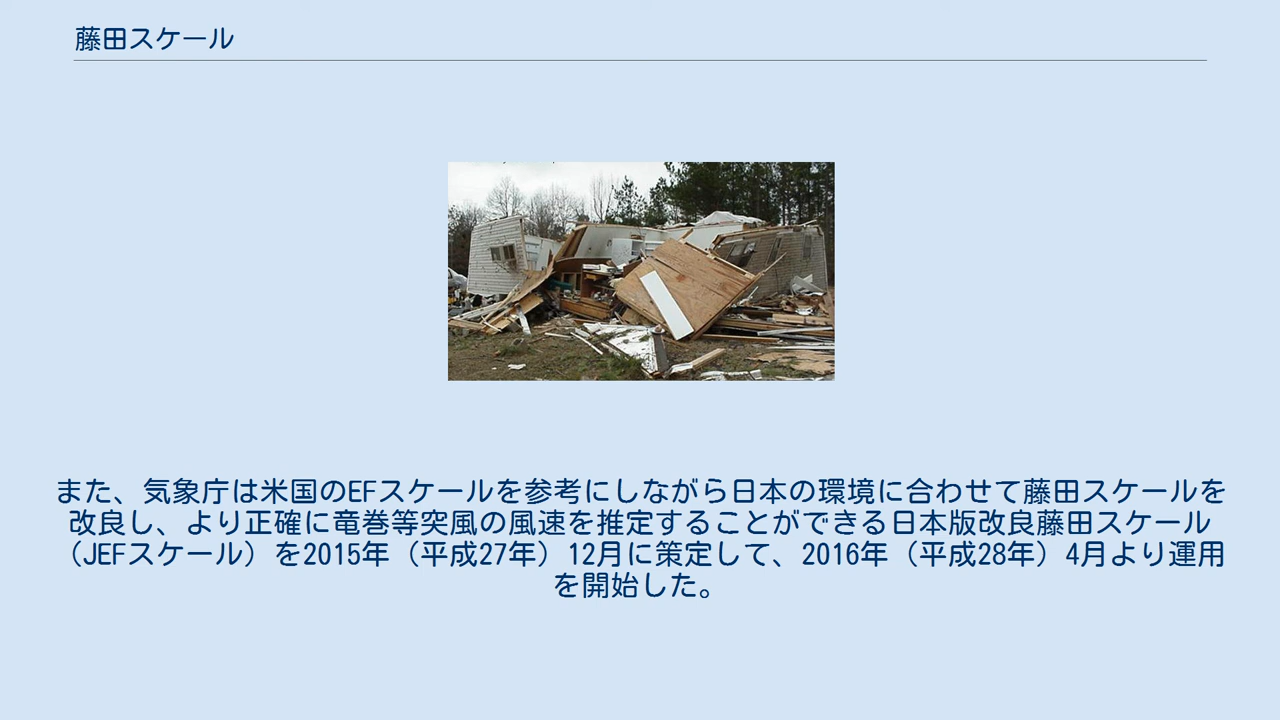 藤田スケール
また、気象庁は米国のEFスケールを参考にしながら日本の環境に合わせて藤田スケールを
改良し、より正確に竜巻等突風の風速を推定することができる日本版改良藤田スケール
（JEFスケール）を2015年（平成27年）12月に策定して、2016年（平成28年）4月より運用
を開始した。